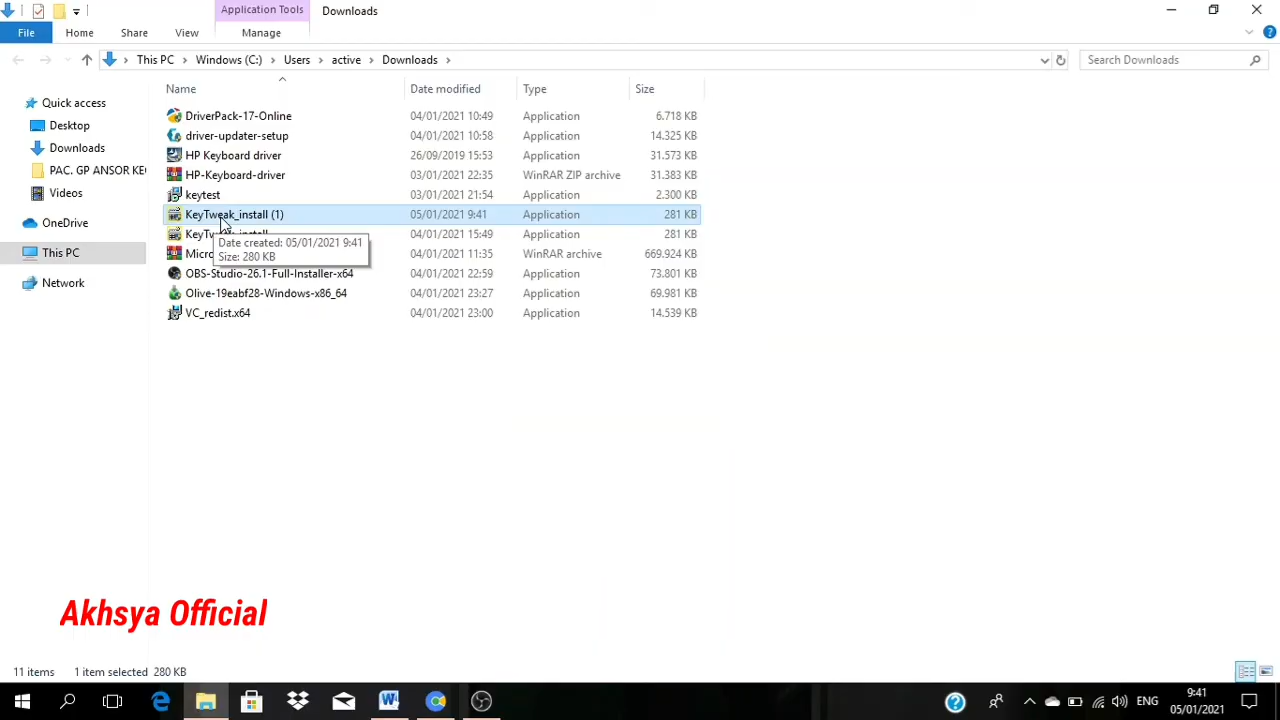 Application Tools
Downloads
File
Home
Share
View
Manage
This PC
Windows (C:)
Users
active
Downloads
Search Downloads
Name
Date modified
Type
Size
Quick access
Desktop
Downloads
PAC. GP ANSOR KE
Videos
OneDrive
This PC
Network
DriverPack-17-Online 04/01/2021 10:49 Application 6.718 KB
driver-updater-setup 04/01/2021 10:58 Application 14.325 KB
HP Keyboard driver 26/09/2019 15:53 Application 31.573 KB
HP-Keyboard-driver 03/01/2021 22:35 WinRAR ZIP archive 31.383 KB
keytest 03/01/2021 21:54 Application 2.300 KB
KeyTweak_install (1) 05/01/2021 9:41 Application 281 KB
04/01/2021 15:49 Application 281 KB
Date created: 05/01/2021 9:41
Size: 280 KB
Micro 04/01/2021 11:35 WinRAR archive 669.924 KB
OBS-Studio-26.1-Full-Installer-x64 04/01/2021 22:59 Application 73.801 KB
Olive-19eabf28-Windows-x86_64 04/01/2021 23:27 Application 69.981 KB
VC_redist.x64 04/01/2021 23:00 Application 14.539 KB
Akhsya Official
11 items
1 item selected 280 KB
ENG
9:41
05/01/2021